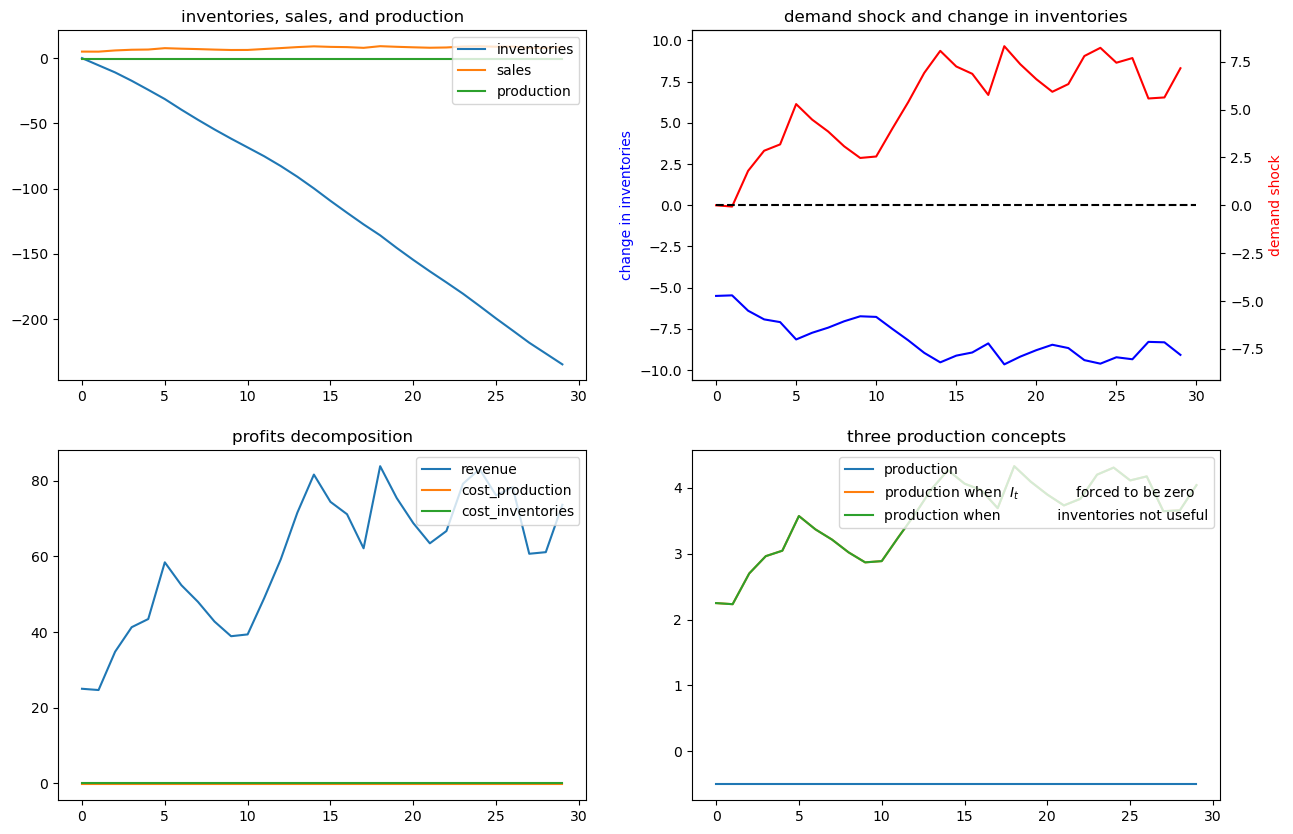 inventories, sales, and production
0
−50
−100
−150
−200
0 5 10 15 20 25 30
inventories
sales
production
demand shock and change in inventories
change in inventories
10.0
7.5
5.0
2.5
0.0
−2.5
−5.0
−7.5
−10.0
0 5 10 15 20 25 30
7.5
5.0
2.5
0.0
−2.5
−5.0
−7.5
demand shock
profits decomposition
80
60
40
20
0
0 5 10 15 20 25 30
revenue
cost_production
cost_inventories
three production concepts
4
3
2
1
0
0 5 10 15 20 25 30
production
production when I_t forced to be zero
production when inventories not useful